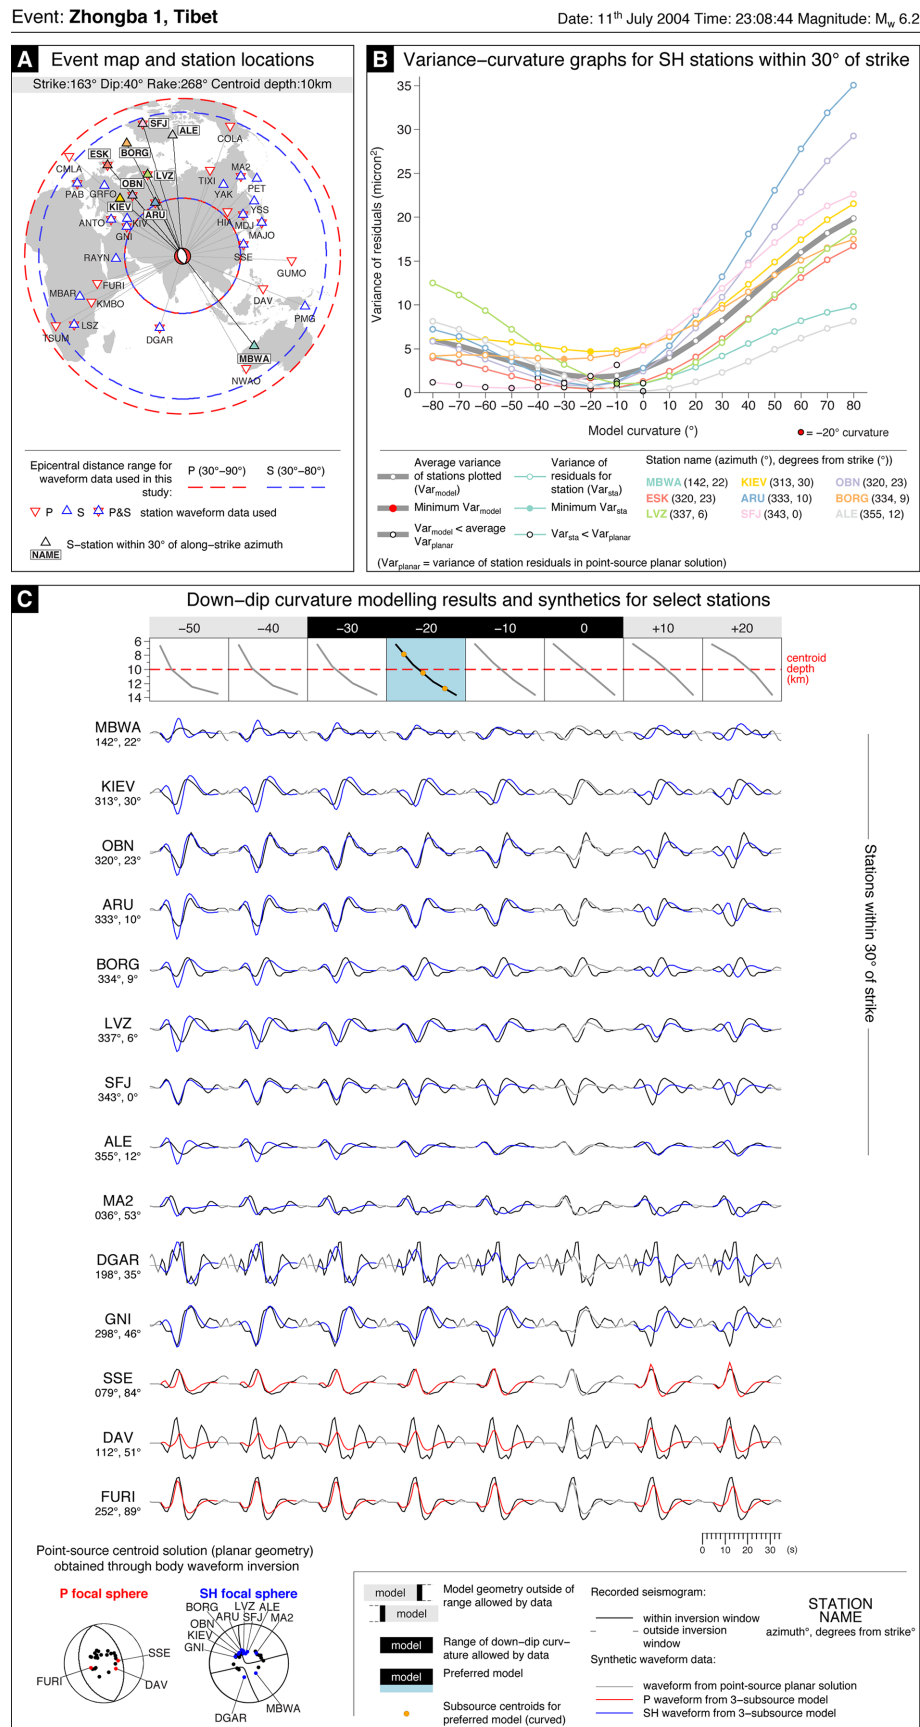 Event: Zhongba 1, Tibet
Date: 11th July 2004 Time: 23:08:44 Magnitude: Mw 6.2
A Event map and station locations
Strike:163° Dip:40° Rake:268° Centroid depth:10km
SFJ
ALE
COLA
BORG
CMLA
ESK
LVZ
TIXI
MA2
PAB
GRFO
OBN
YAK
PET
KIEV
ARU
YSS
ANTO
KIV
HIA
MDJ
GNI
MAJO
RAYN
SSE
GUMO
FURI
MBAR
KMBO
DAV
PMG
TSUM
LSZ
DGAR
MBWA
NWAO
Epicentral distance range for
waveform data used in this
study:
P (30°−90°)
S (30°−80°)
P
S
P&S
station waveform data used
NAME
S−station within 30° of along−strike azimuth
B Variance−curvature graphs for SH stations within 30° of strike
Variance of residuals (micron2)
35
30
25
20
15
10
5
0
−80 −70 −60 −50 −40 −30 −20 −10 0 10 20 30 40 50 60 70 80
Model curvature (°)
= −20° curvature
Average variance
of stations plotted
(Varmodel)
Minimum Varmodel
Varmodel < average
Varplanar
Variance of
residuals for
station (Varsta)
Minimum Varsta
Varsta < Varplanar
Station name (azimuth (°), degrees from strike (°))
MBWA (142, 22) KIEV (313, 30) OBN (320, 23)
ESK (320, 23) ARU (333, 10) BORG (334, 9)
LVZ (337, 6) SFJ (343, 0) ALE (355, 12)
(Varplanar = variance of station residuals in point−source planar solution)
C Down−dip curvature modelling results and synthetics for select stations
−50 −40 −30 −20 −10 0 +10 +20
6
8
10
12
14
centroid
depth
(km)
MBWA
142°, 22°
KIEV
313°, 30°
OBN
320°, 23°
ARU
333°, 10°
BORG
334°, 9°
LVZ
337°, 6°
SFJ
343°, 0°
ALE
355°, 12°
Stations within 30° of strike
MA2
036°, 53°
DGAR
198°, 35°
GNI
298°, 46°
SSE
079°, 84°
DAV
112°, 51°
FURI
252°, 89°
0 10 20 30 (s)
Point−source centroid solution (planar geometry)
obtained through body waveform inversion
P focal sphere
SSE
FURI
DAV
SH focal sphere
BORG
LVZ
ALE
ARU
SFJ
MA2
OBN
KIEV
GNI
DGAR
MBWA
model
model
Model geometry outside of
range allowed by data
model
Range of down−dip curv−
ature allowed by data
model
Preferred model
Subsource centroids for
preferred model (curved)
Recorded seismogram:
within inversion window
outside inversion
window
Synthetic waveform data:
waveform from point−source planar solution
P waveform from 3−subsource model
SH waveform from 3−subsource model
STATION
NAME
azimuth°, degrees from strike°